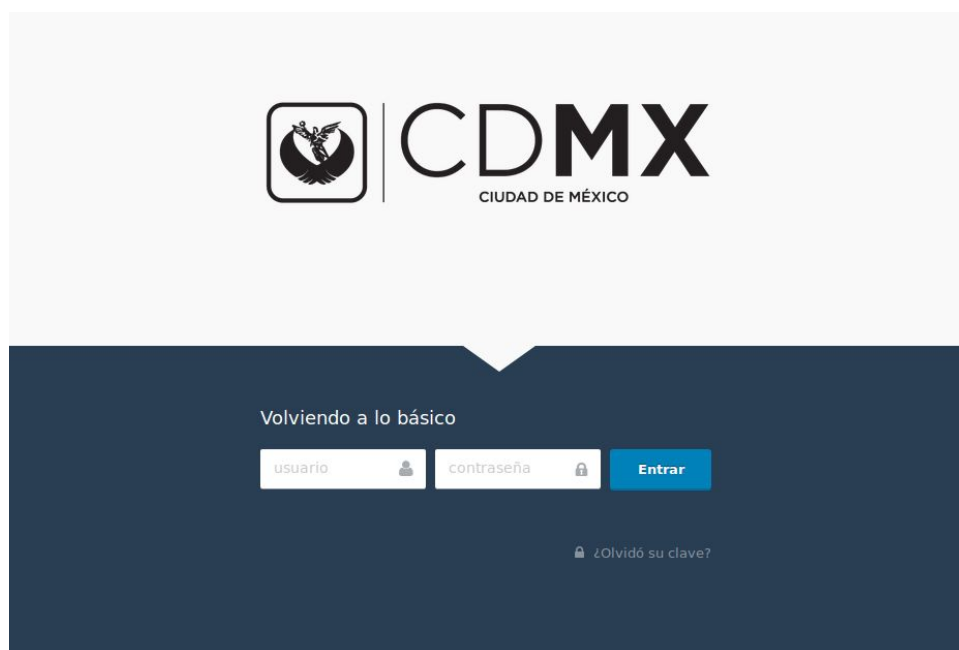 CDMX
CIUDAD DE MÉXICO
Volviendo a lo básico
usuario
contraseña
Entrar
¿Olvidó su clave?